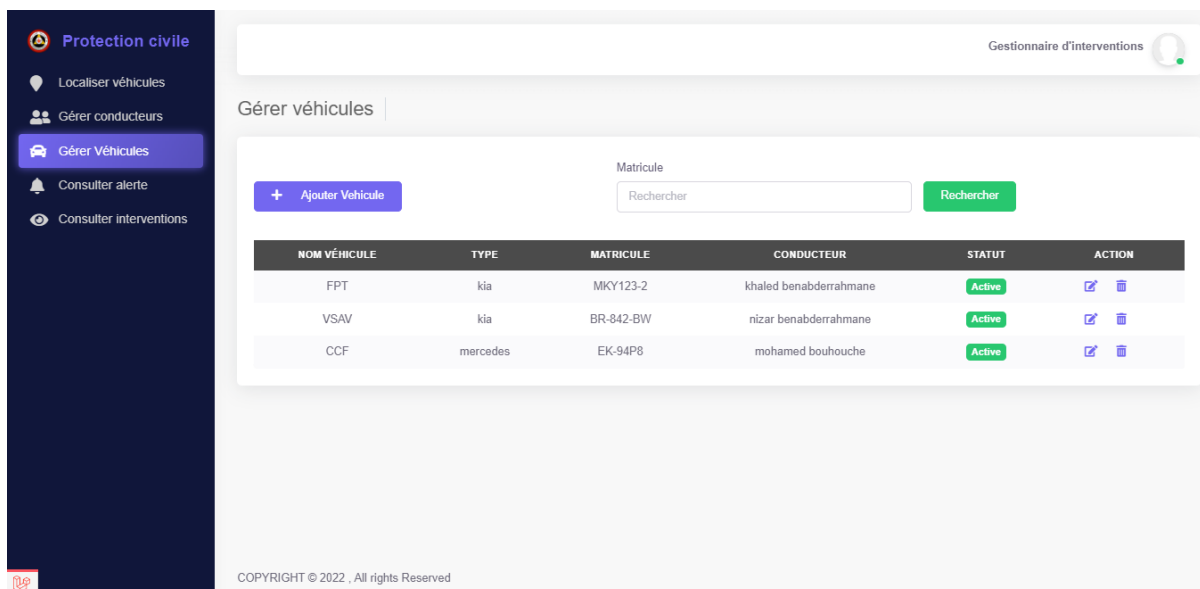 Protection civile
Localiser véhicules
Gérer conducteurs
Gérer Véhicules
Consulter alerte
Consulter interventions
Gestionnaire d'interventions
Gérer véhicules
Matricule
Ajouter Vehicule
Rechercher
Rechercher
NOM VÉHICULE TYPE MATRICULE CONDUCTEUR STATUT ACTION
FPT kia MKY123-2 khaled benabderrahmane Active
VSAV kia BR-842-BW nizar benabderrahmane Active
CCF mercedes EK-94P8 mohamed bouhouche Active
COPYRIGHT © 2022 , All rights Reserved